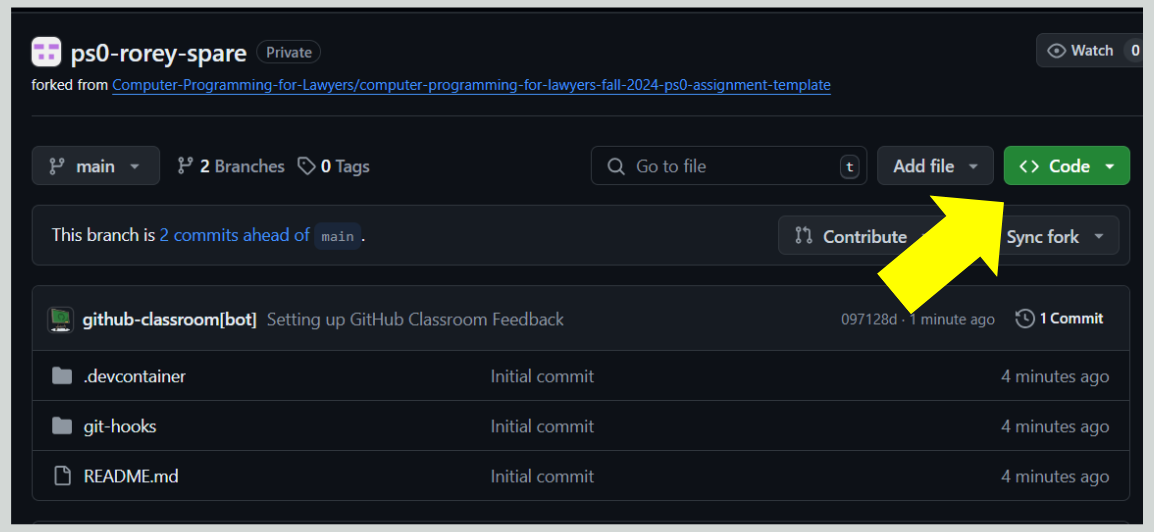 ps0-rorey-spare Private Watch 0
forked from Computer-Programming-for-Lawyers/computer-programming-for-lawyers-fall-2024-ps0-assignment-template
main 2 Branches 0 Tags Go to file t Add file <> Code
This branch is 2 commits ahead of main . Contribute Sync fork
github-classroom[bot] Setting up GitHub Classroom Feedback 097128d · 1 minute ago 1 Commit
.devcontainer Initial commit 4 minutes ago
git-hooks Initial commit 4 minutes ago
README.md Initial commit 4 minutes ago